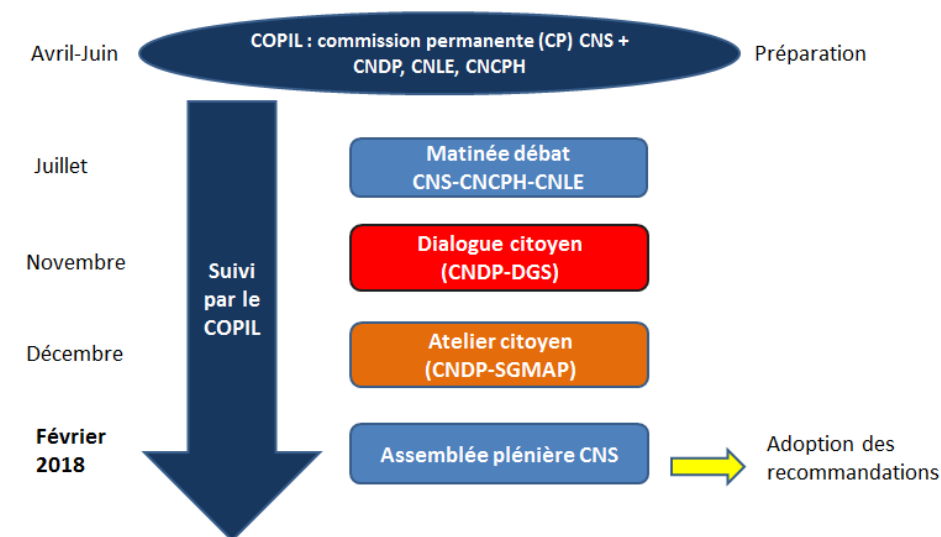 COPIL : commission permanente (CP) CNS +
CNDP, CNLE, CNCPH
Avril-Juin
Préparation
Juillet
Matinée débat
CNS-CNCPH-CNLE
Novembre
Dialogue citoyen
(CNDP-DGS)
Suivi
par le
COPIL
Décembre
Atelier citoyen
(CNDP-SGMAP)
Février
2018
Assemblée plénière CNS
Adoption des
recommandations